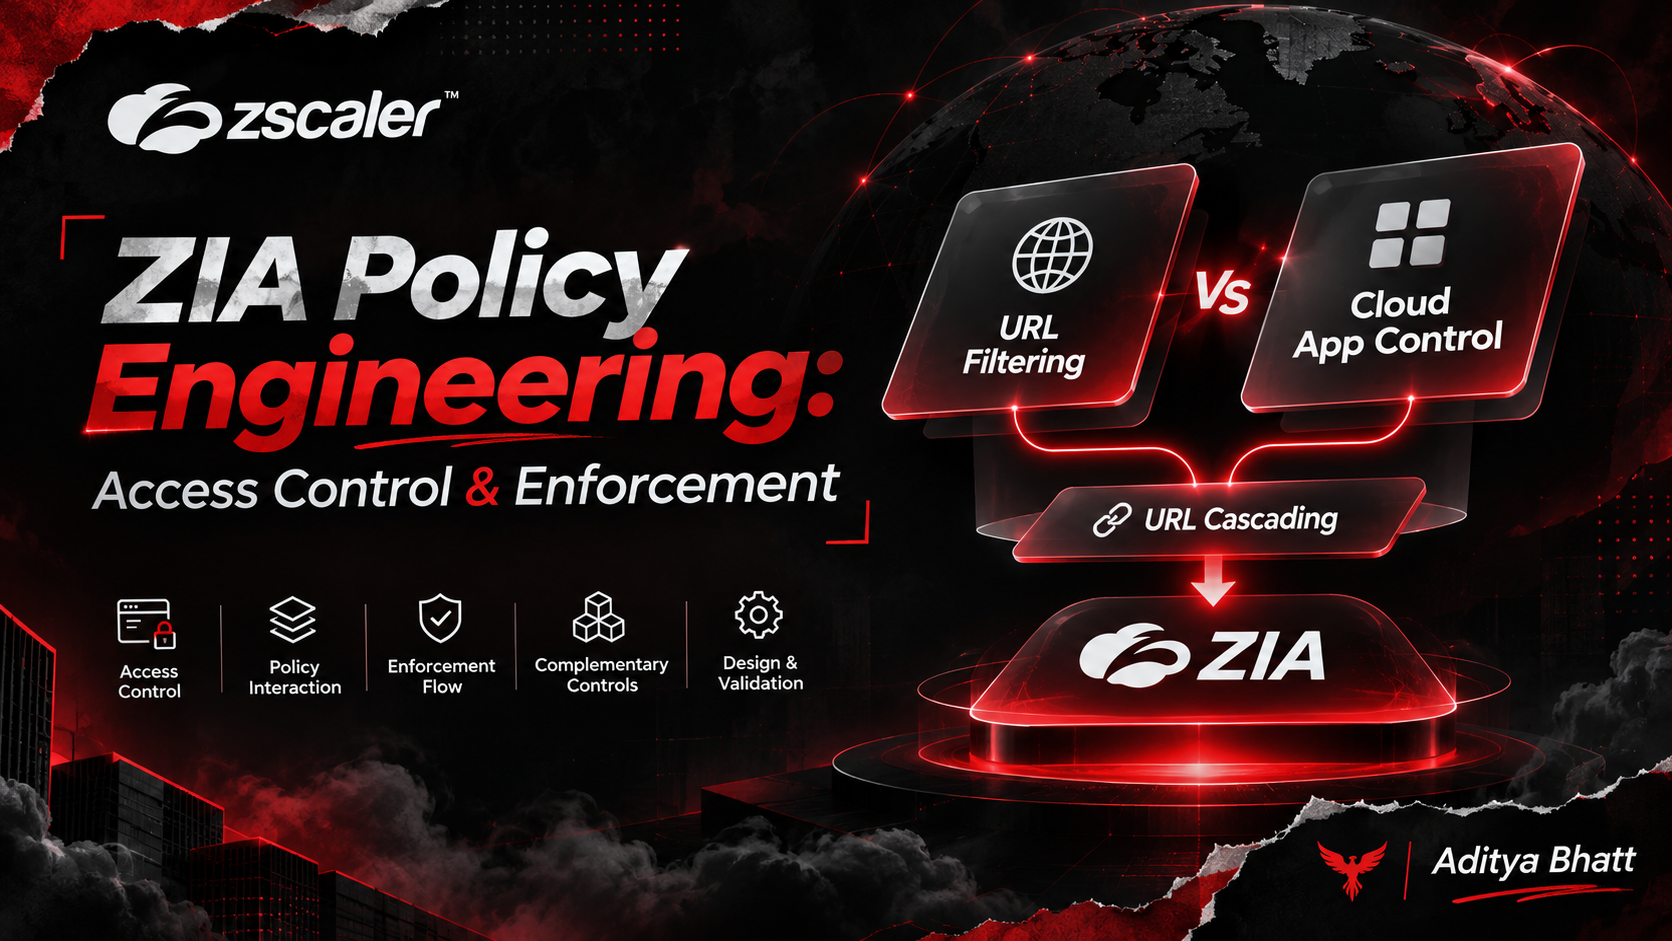 zscaler™
ZIA Policy
Engineering:
Access Control & Enforcement
Access
Control
Policy
Interaction
Enforcement
Flow
Complementary
Controls
Design &
Validation
URL
Filtering
Vs
Cloud
App Control
URL Cascading
ZIA
Aditya Bhatt